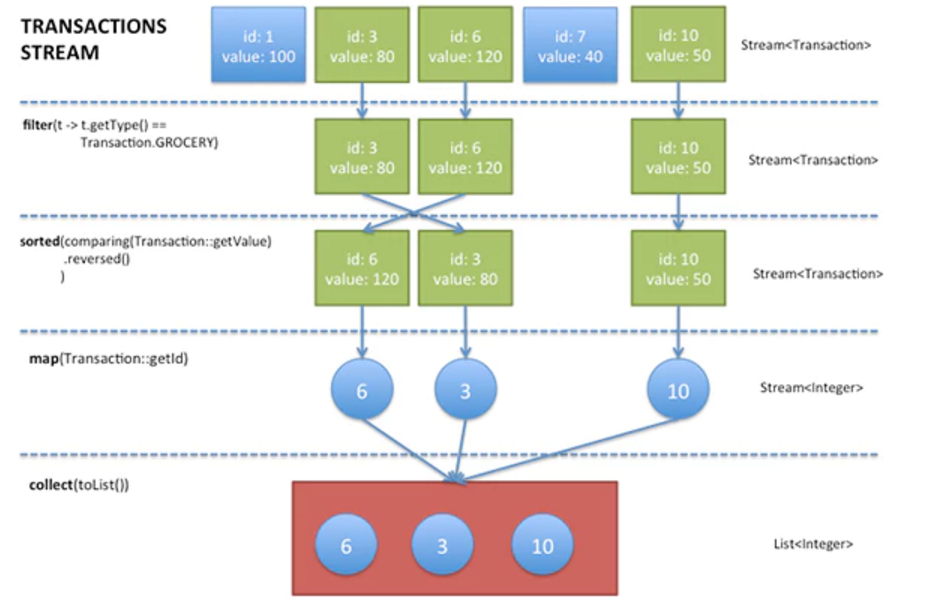 TRANSACTIONS
STREAM
id: 1
value: 100
id: 3
value: 80
id: 6
value: 120
id: 7
value: 40
id: 10
value: 50
Stream<Transaction>
filter(t -> t.getType() ==
Transaction.GROCERY)
id: 3
value: 80
id: 6
value: 120
id: 10
value: 50
Stream<Transaction>
sorted(comparing(Transaction::getValue)
.reversed()
)
id: 6
value: 120
id: 3
value: 80
id: 10
value: 50
Stream<Transaction>
map(Transaction::getId)
6
3
10
Stream<Integer>
collect(toList())
6
3
10
List<Integer>